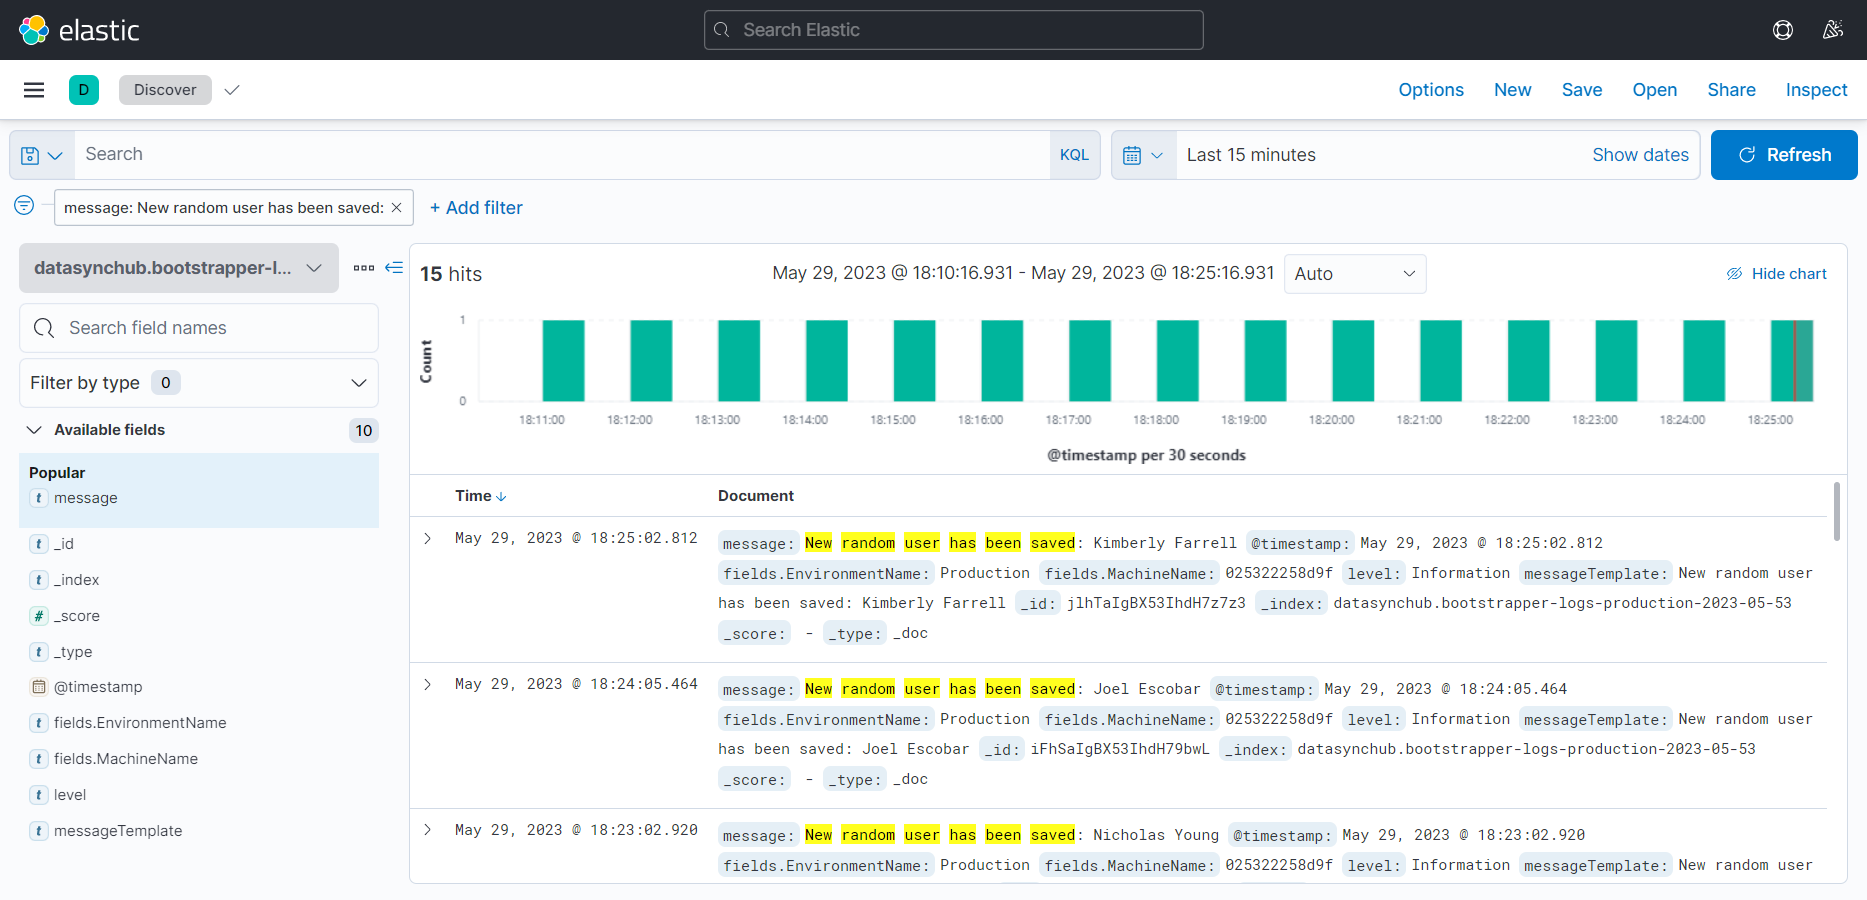 elastic
Search Elastic
D
Discover
Options
New
Save
Open
Share
Inspect
Search
KQL
Last 15 minutes
Show dates
Refresh
message: New random user has been saved:
+ Add filter
datasynchub.bootstrapper-l...
15 hits
May 29, 2023 @ 18:10:16.931 - May 29, 2023 @ 18:25:16.931
Auto
Hide chart
Search field names
Filter by type 0
Available fields 10
Popular
message
_id
_index
_score
_type
@timestamp
fields.EnvironmentName
fields.MachineName
level
messageTemplate
Count
1
0
18:11:00 18:12:00 18:13:00 18:14:00 18:15:00 18:16:00 18:17:00 18:18:00 18:19:00 18:20:00 18:21:00 18:22:00 18:23:00 18:24:00 18:25:00
@timestamp per 30 seconds
Time Document
May 29, 2023 @ 18:25:02.812
message: New random user has been saved: Kimberly Farrell @timestamp: May 29, 2023 @ 18:25:02.812
fields.EnvironmentName: Production fields.MachineName: 025322258d9f level: Information messageTemplate: New random user
has been saved: Kimberly Farrell _id: jlhTaIgBX53IhdH7z7z3 _index: datasynchub.bootstrapper-logs-production-2023-05-53
_score: - _type: _doc
May 29, 2023 @ 18:24:05.464
message: New random user has been saved: Joel Escobar @timestamp: May 29, 2023 @ 18:24:05.464
fields.EnvironmentName: Production fields.MachineName: 025322258d9f level: Information messageTemplate: New random user
has been saved: Joel Escobar _id: iFhSaIgBX53IhdH79bwL _index: datasynchub.bootstrapper-logs-production-2023-05-53
_score: - _type: _doc
May 29, 2023 @ 18:23:02.920
message: New random user has been saved: Nicholas Young @timestamp: May 29, 2023 @ 18:23:02.920
fields.EnvironmentName: Production fields.MachineName: 025322258d9f level: Information messageTemplate: New random user